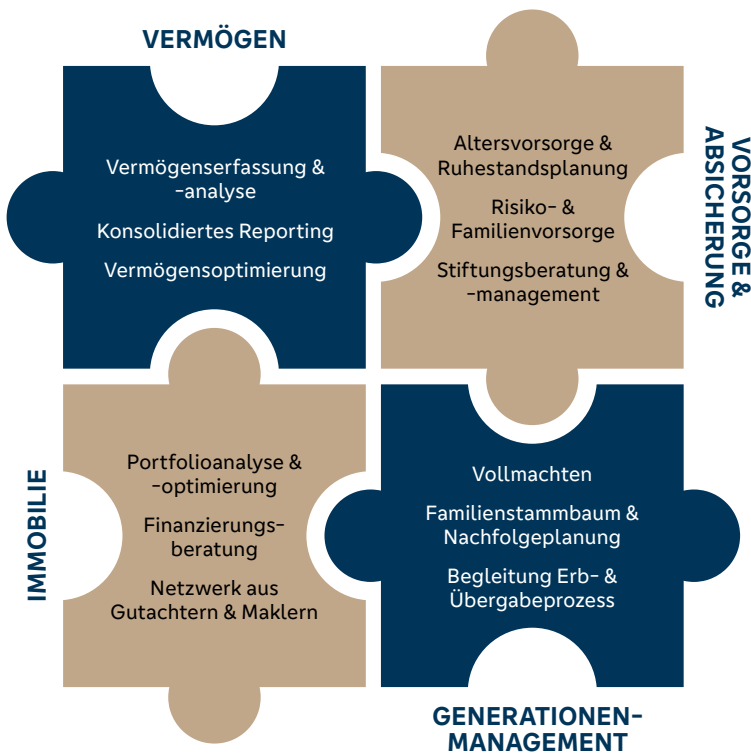 VERMÖGEN
Vermögenserfassung &
-analyse
Konsolidiertes Reporting
Vermögensoptimierung
Altersvorsorge &
Ruhestandsplanung
Risiko- &
Familienvorsorge
Stiftungsberatung &
-management
VORSORGE &
ABSICHERUNG
IMMOBILIE
Portfolioanalyse &
-optimierung
Finanzierungs-
beratung
Netzwerk aus
Gutachtern & Maklern
Vollmachten
Familienstammbaum &
Nachfolgeplanung
Begleitung Erb- &
Übergabeprozess
GENERATIONEN-
MANAGEMENT